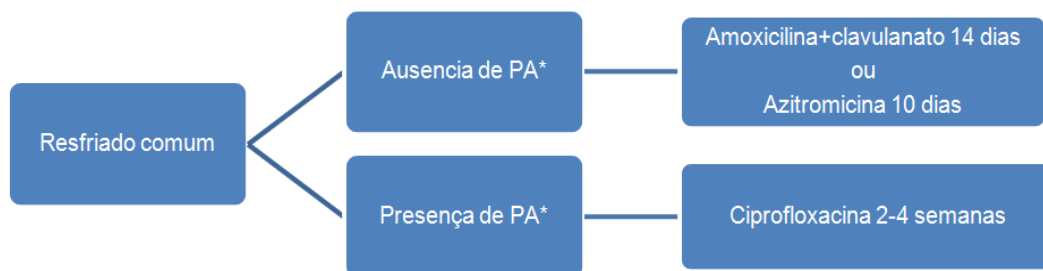 Resfriado comum
Ausencia de PA*
Amoxicilina+clavulanato 14 dias
ou
Azitromicina 10 dias
Presença de PA*
Ciprofloxacina 2-4 semanas